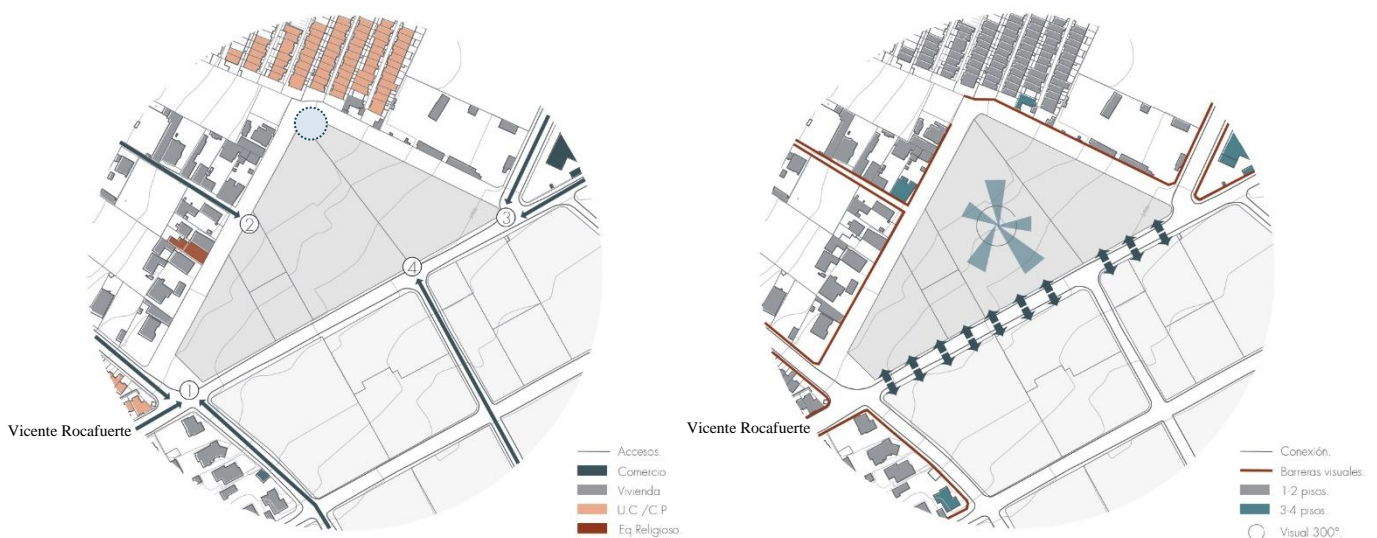 2
3
4
1
Vicente Rocafuerte
Accesos.
Comercio
Vivienda
U.C /C.P
Eq.Religioso.
Vicente Rocafuerte
Conexión.
Barreras visuales.
1-2 pisos.
3-4 pisos.
Visual 300°.